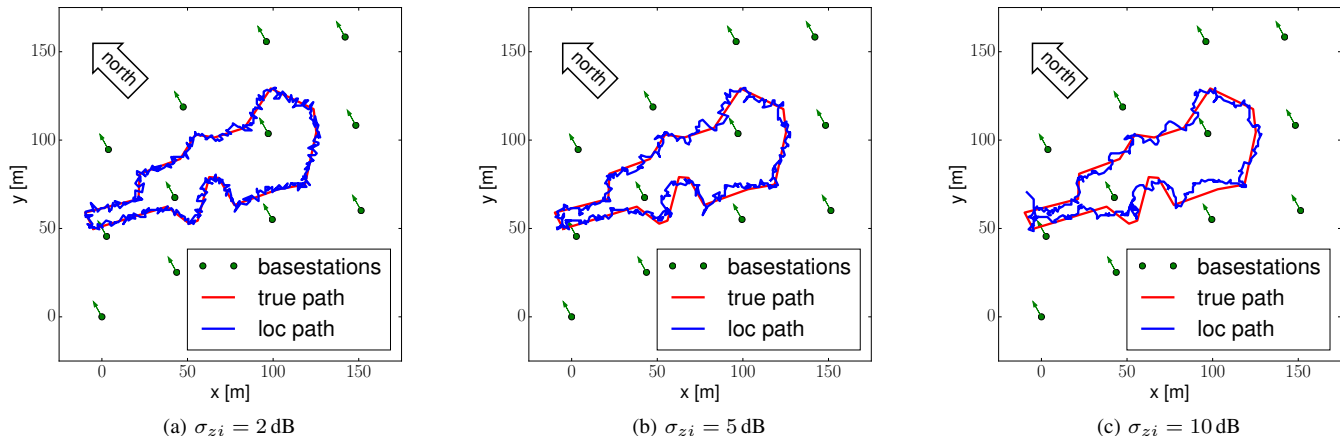 north
150
100
50
0
y [m]
basestations
true path
loc path
0 50 100 150
x [m]
(a) σzi = 2 dB
north
150
100
50
0
y [m]
basestations
true path
loc path
0 50 100 150
x [m]
(b) σzi = 5 dB
north
150
100
50
0
y [m]
basestations
true path
loc path
0 50 100 150
x [m]
(c) σzi = 10 dB